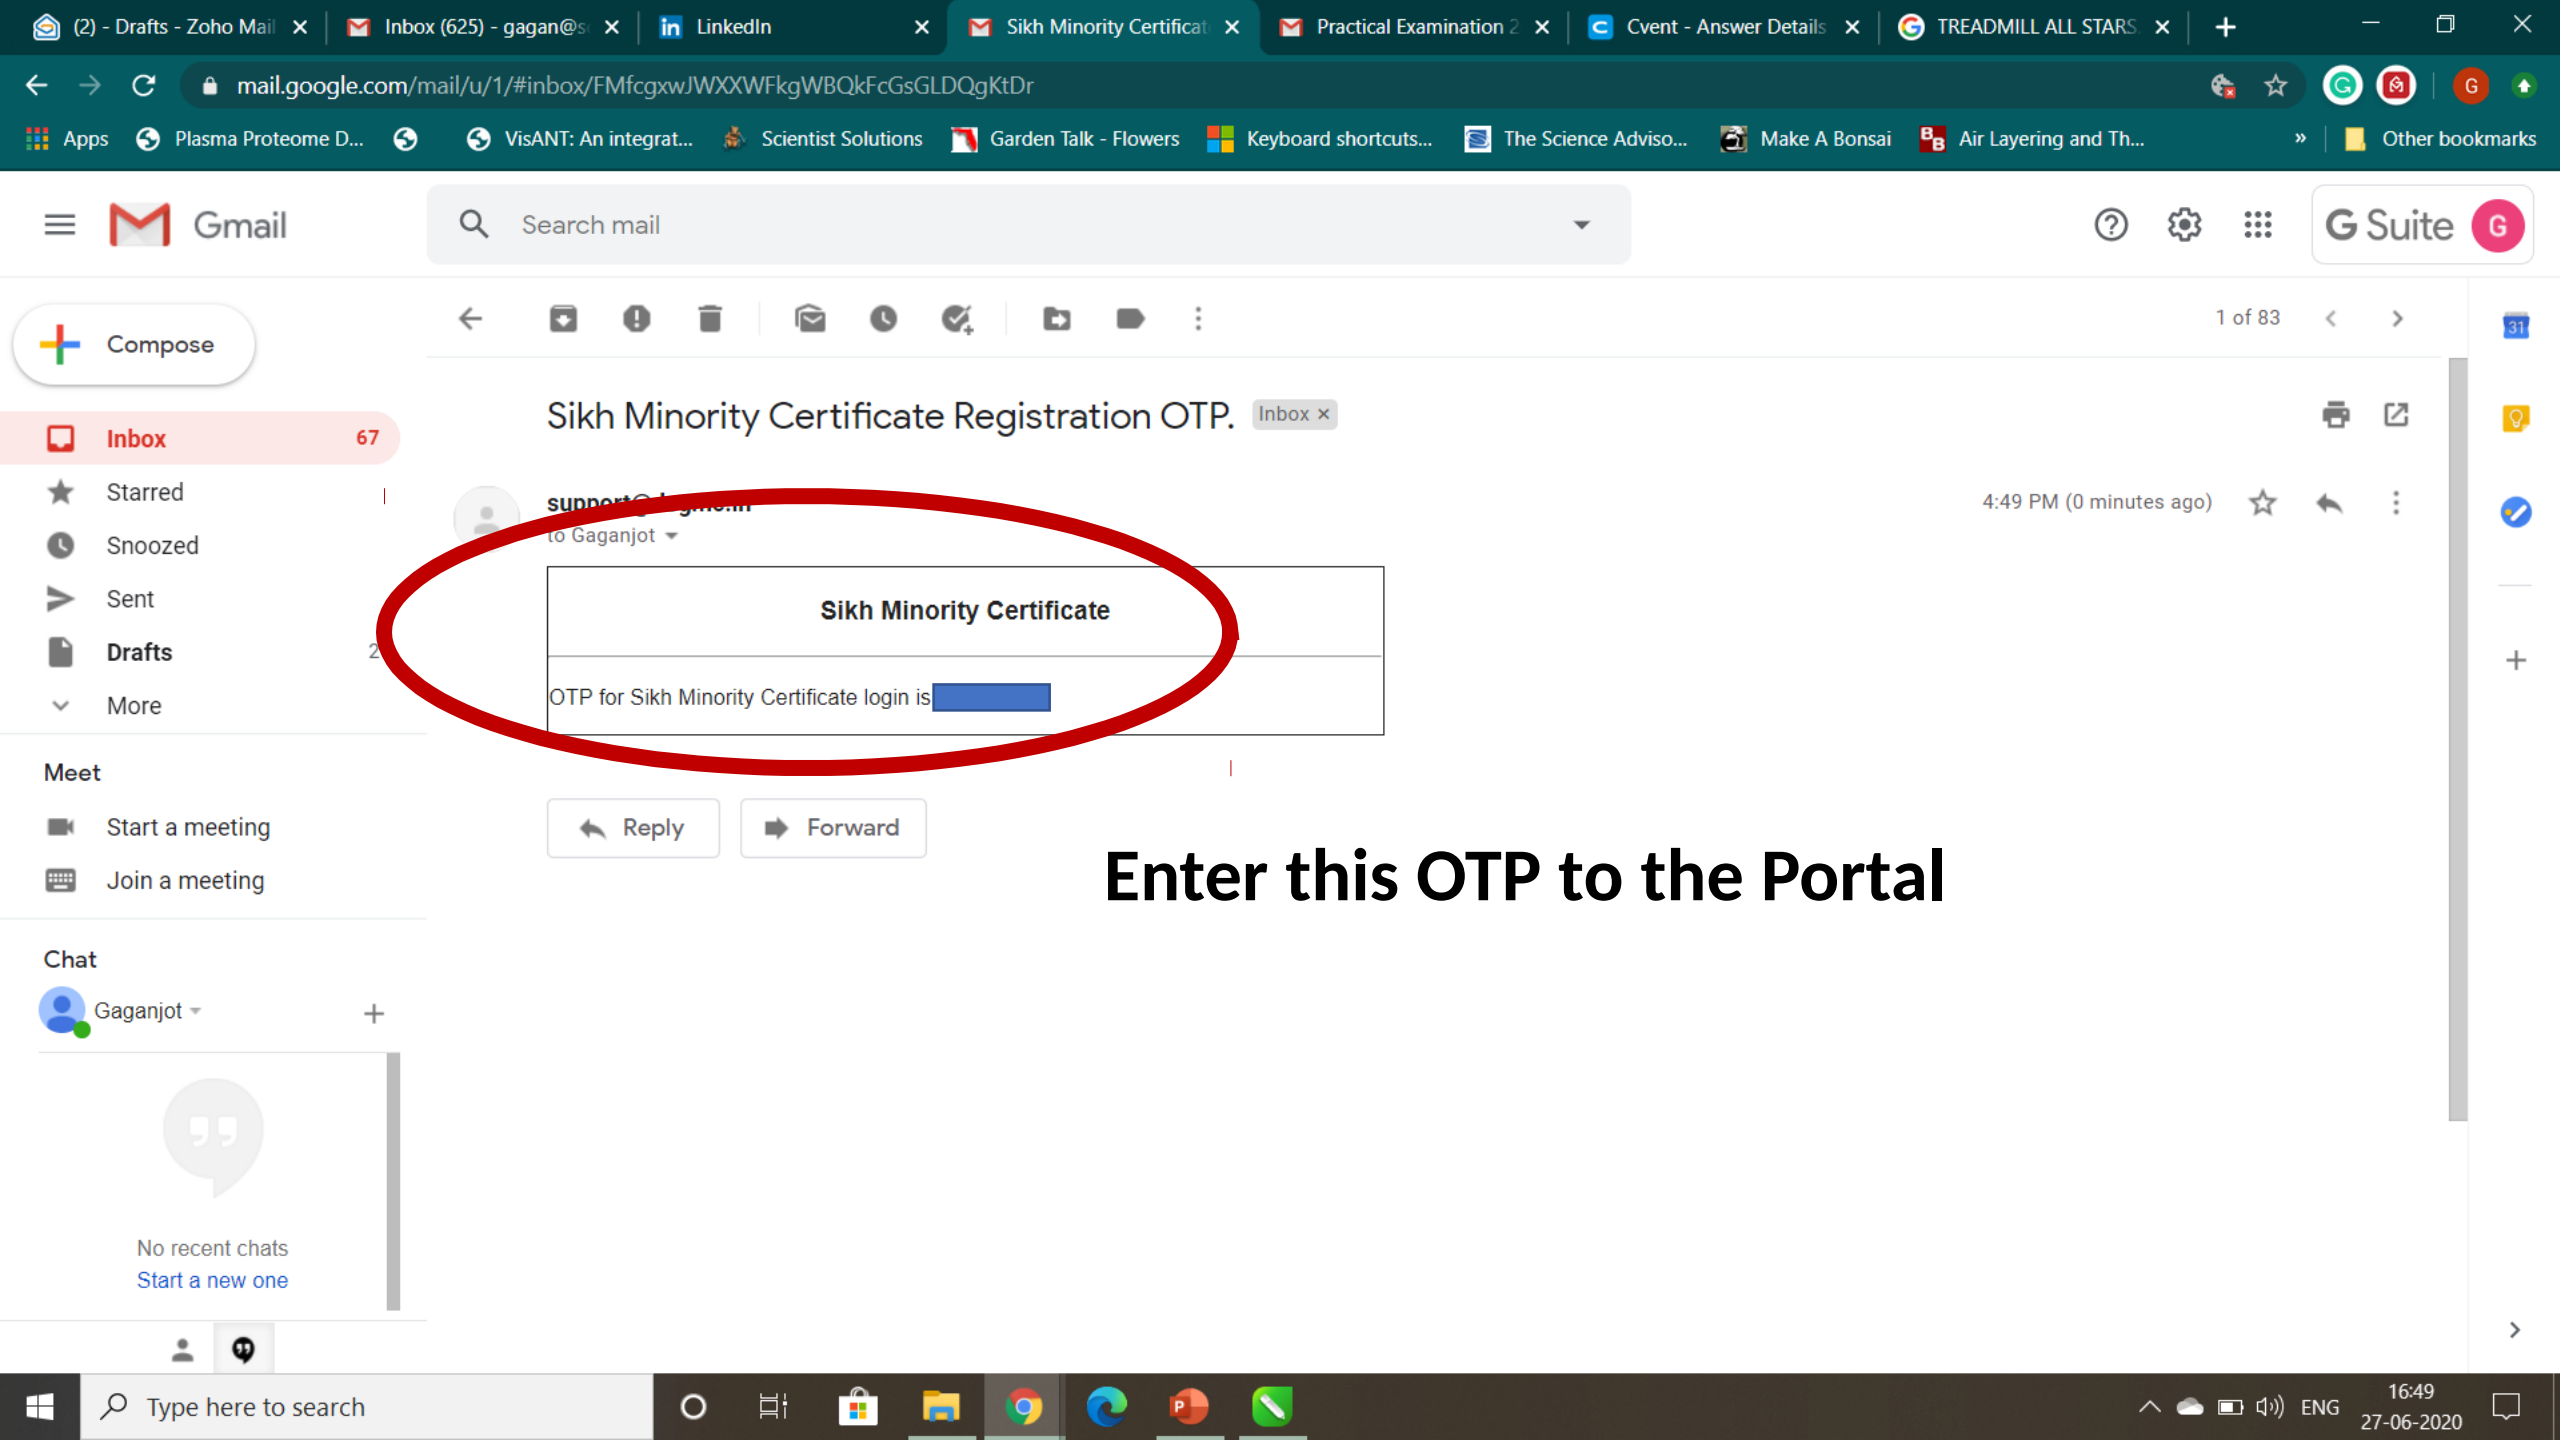 (2) - Drafts - Zoho Mail
Inbox (625) - gagan@s
LinkedIn
Sikh Minority Certificat
Practical Examination 2
Cvent - Answer Details
TREADMILL ALL STARS
mail.google.com/mail/u/1/#inbox/FMfcgxwJWXXWFkgWBQkFcGsGLDQgKtDr
G
Apps
Plasma Proteome D...
VisANT: An integrat...
Scientist Solutions
Garden Talk - Flowers
Keyboard shortcuts...
The Science Adviso...
Make A Bonsai
Air Layering and Th...
»
Other bookmarks
Gmail
Search mail
G Suite
G
Compose
1 of 83
31
Inbox 67
Starred
Snoozed
Sent
Drafts 2
More
Sikh Minority Certificate Registration OTP.
Inbox ×
to Gaganjot
4:49 PM (0 minutes ago)
Sikh Minority Certificate
OTP for Sikh Minority Certificate login is
Reply
Forward
Enter this OTP to the Portal
Meet
Start a meeting
Join a meeting
Chat
Gaganjot
No recent chats
Start a new one
Type here to search
ENG
16:49
27-06-2020